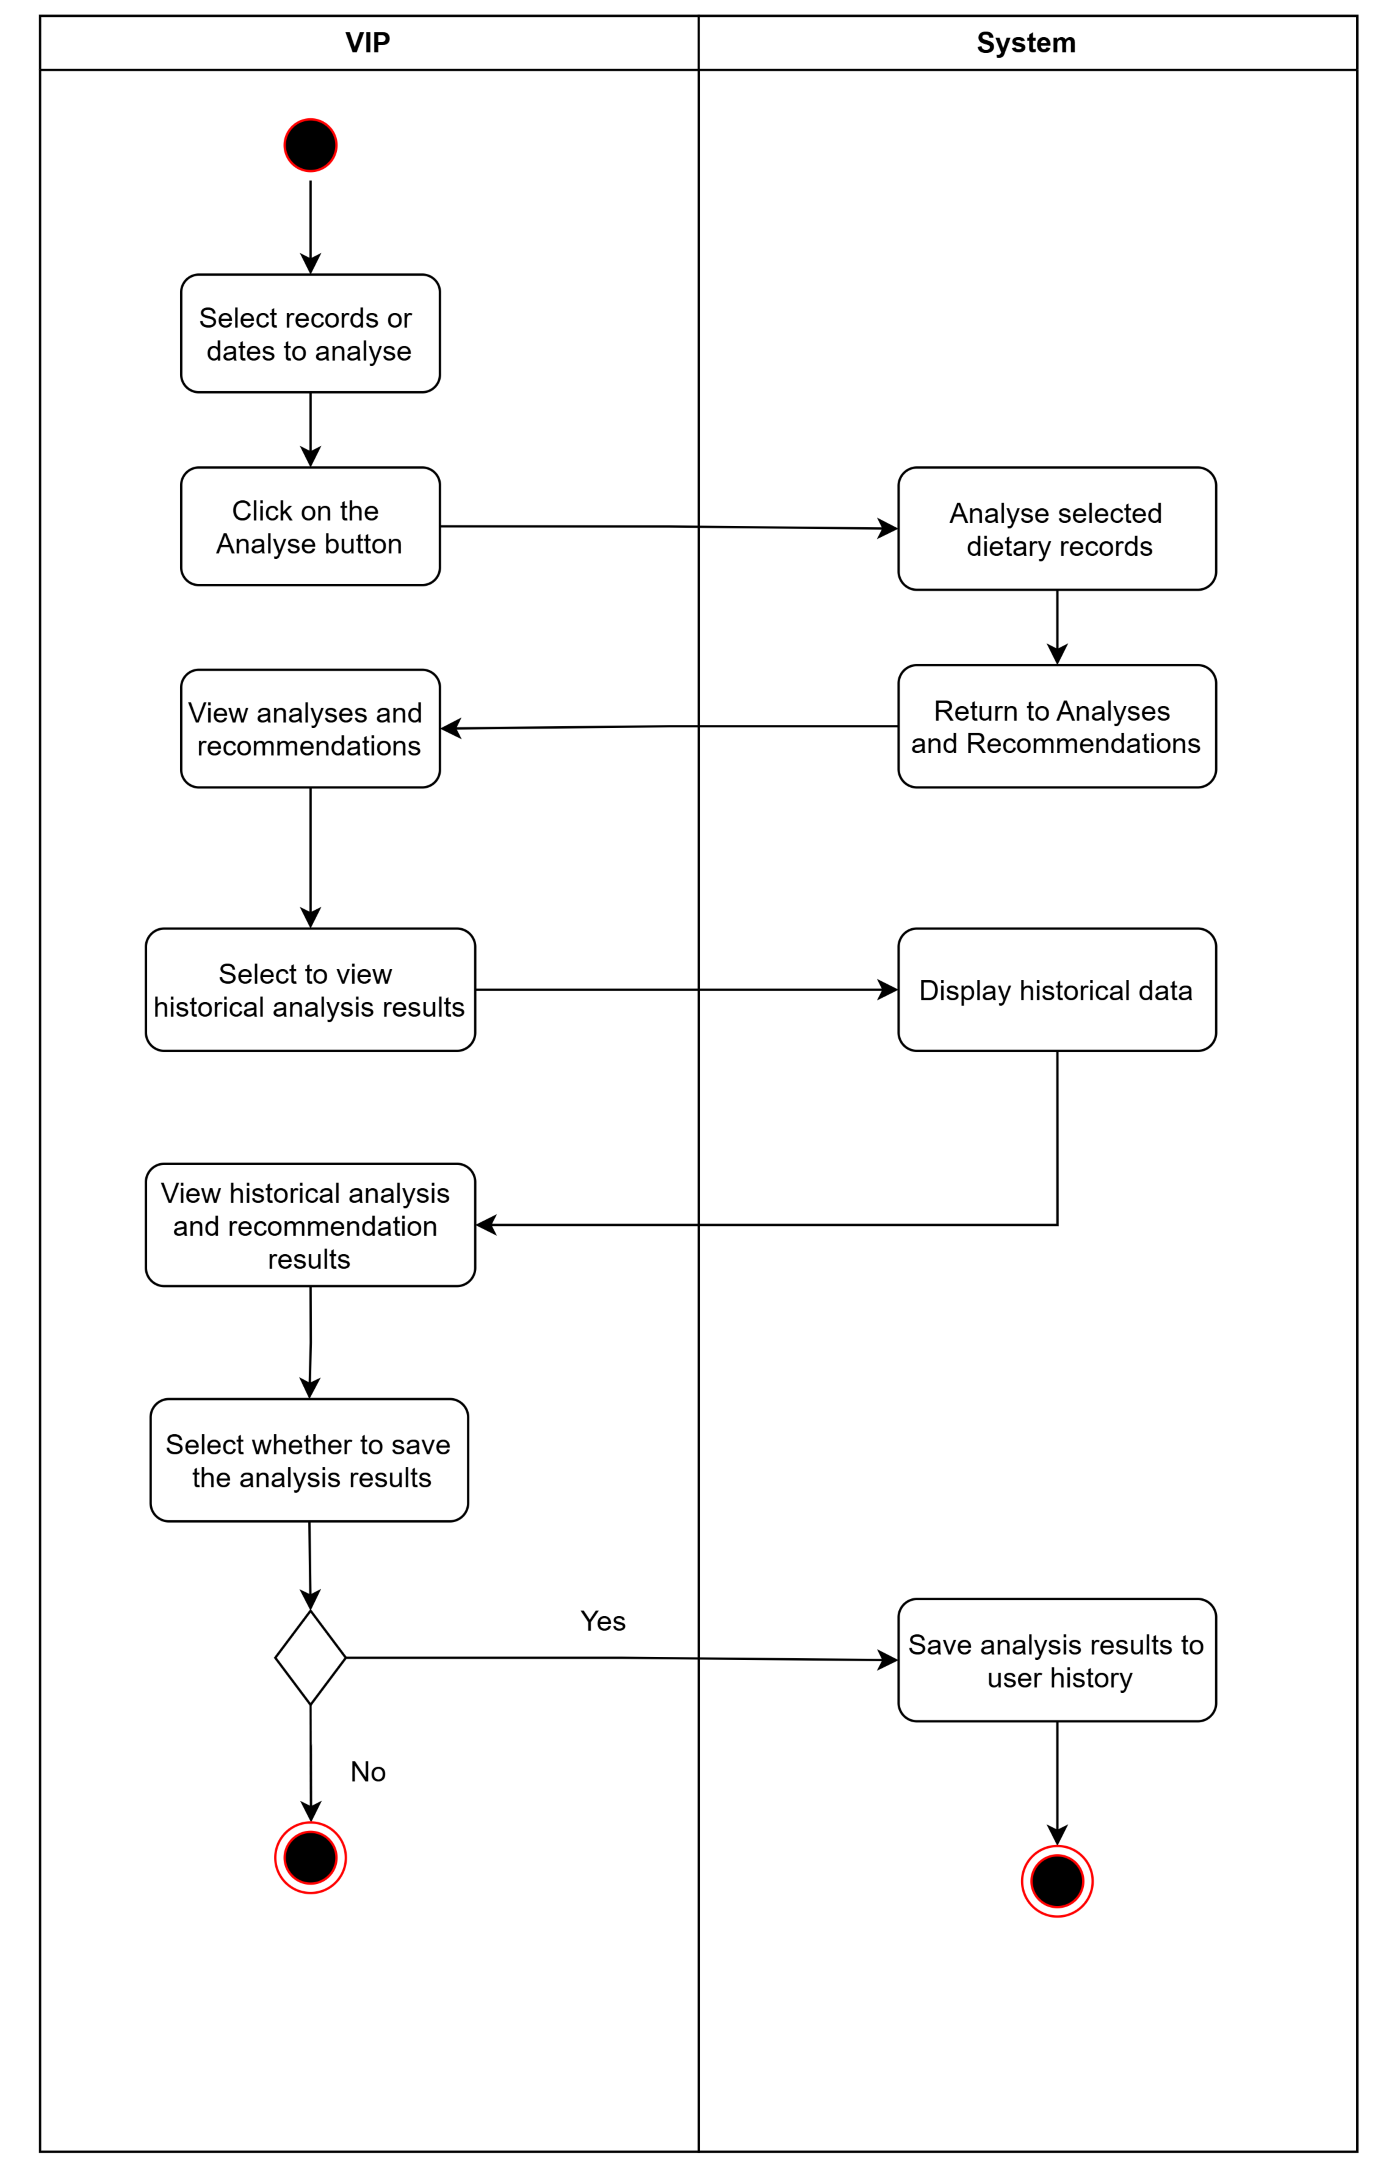 VIP
System
Select records or
dates to analyse
Click on the
Analyse button
Analyse selected
dietary records
Return to Analyses
and Recommendations
View analyses and
recommendations
Select to view
historical analysis results
Display historical data
View historical analysis
and recommendation
results
Select whether to save
the analysis results
Yes
Save analysis results to
user history
No